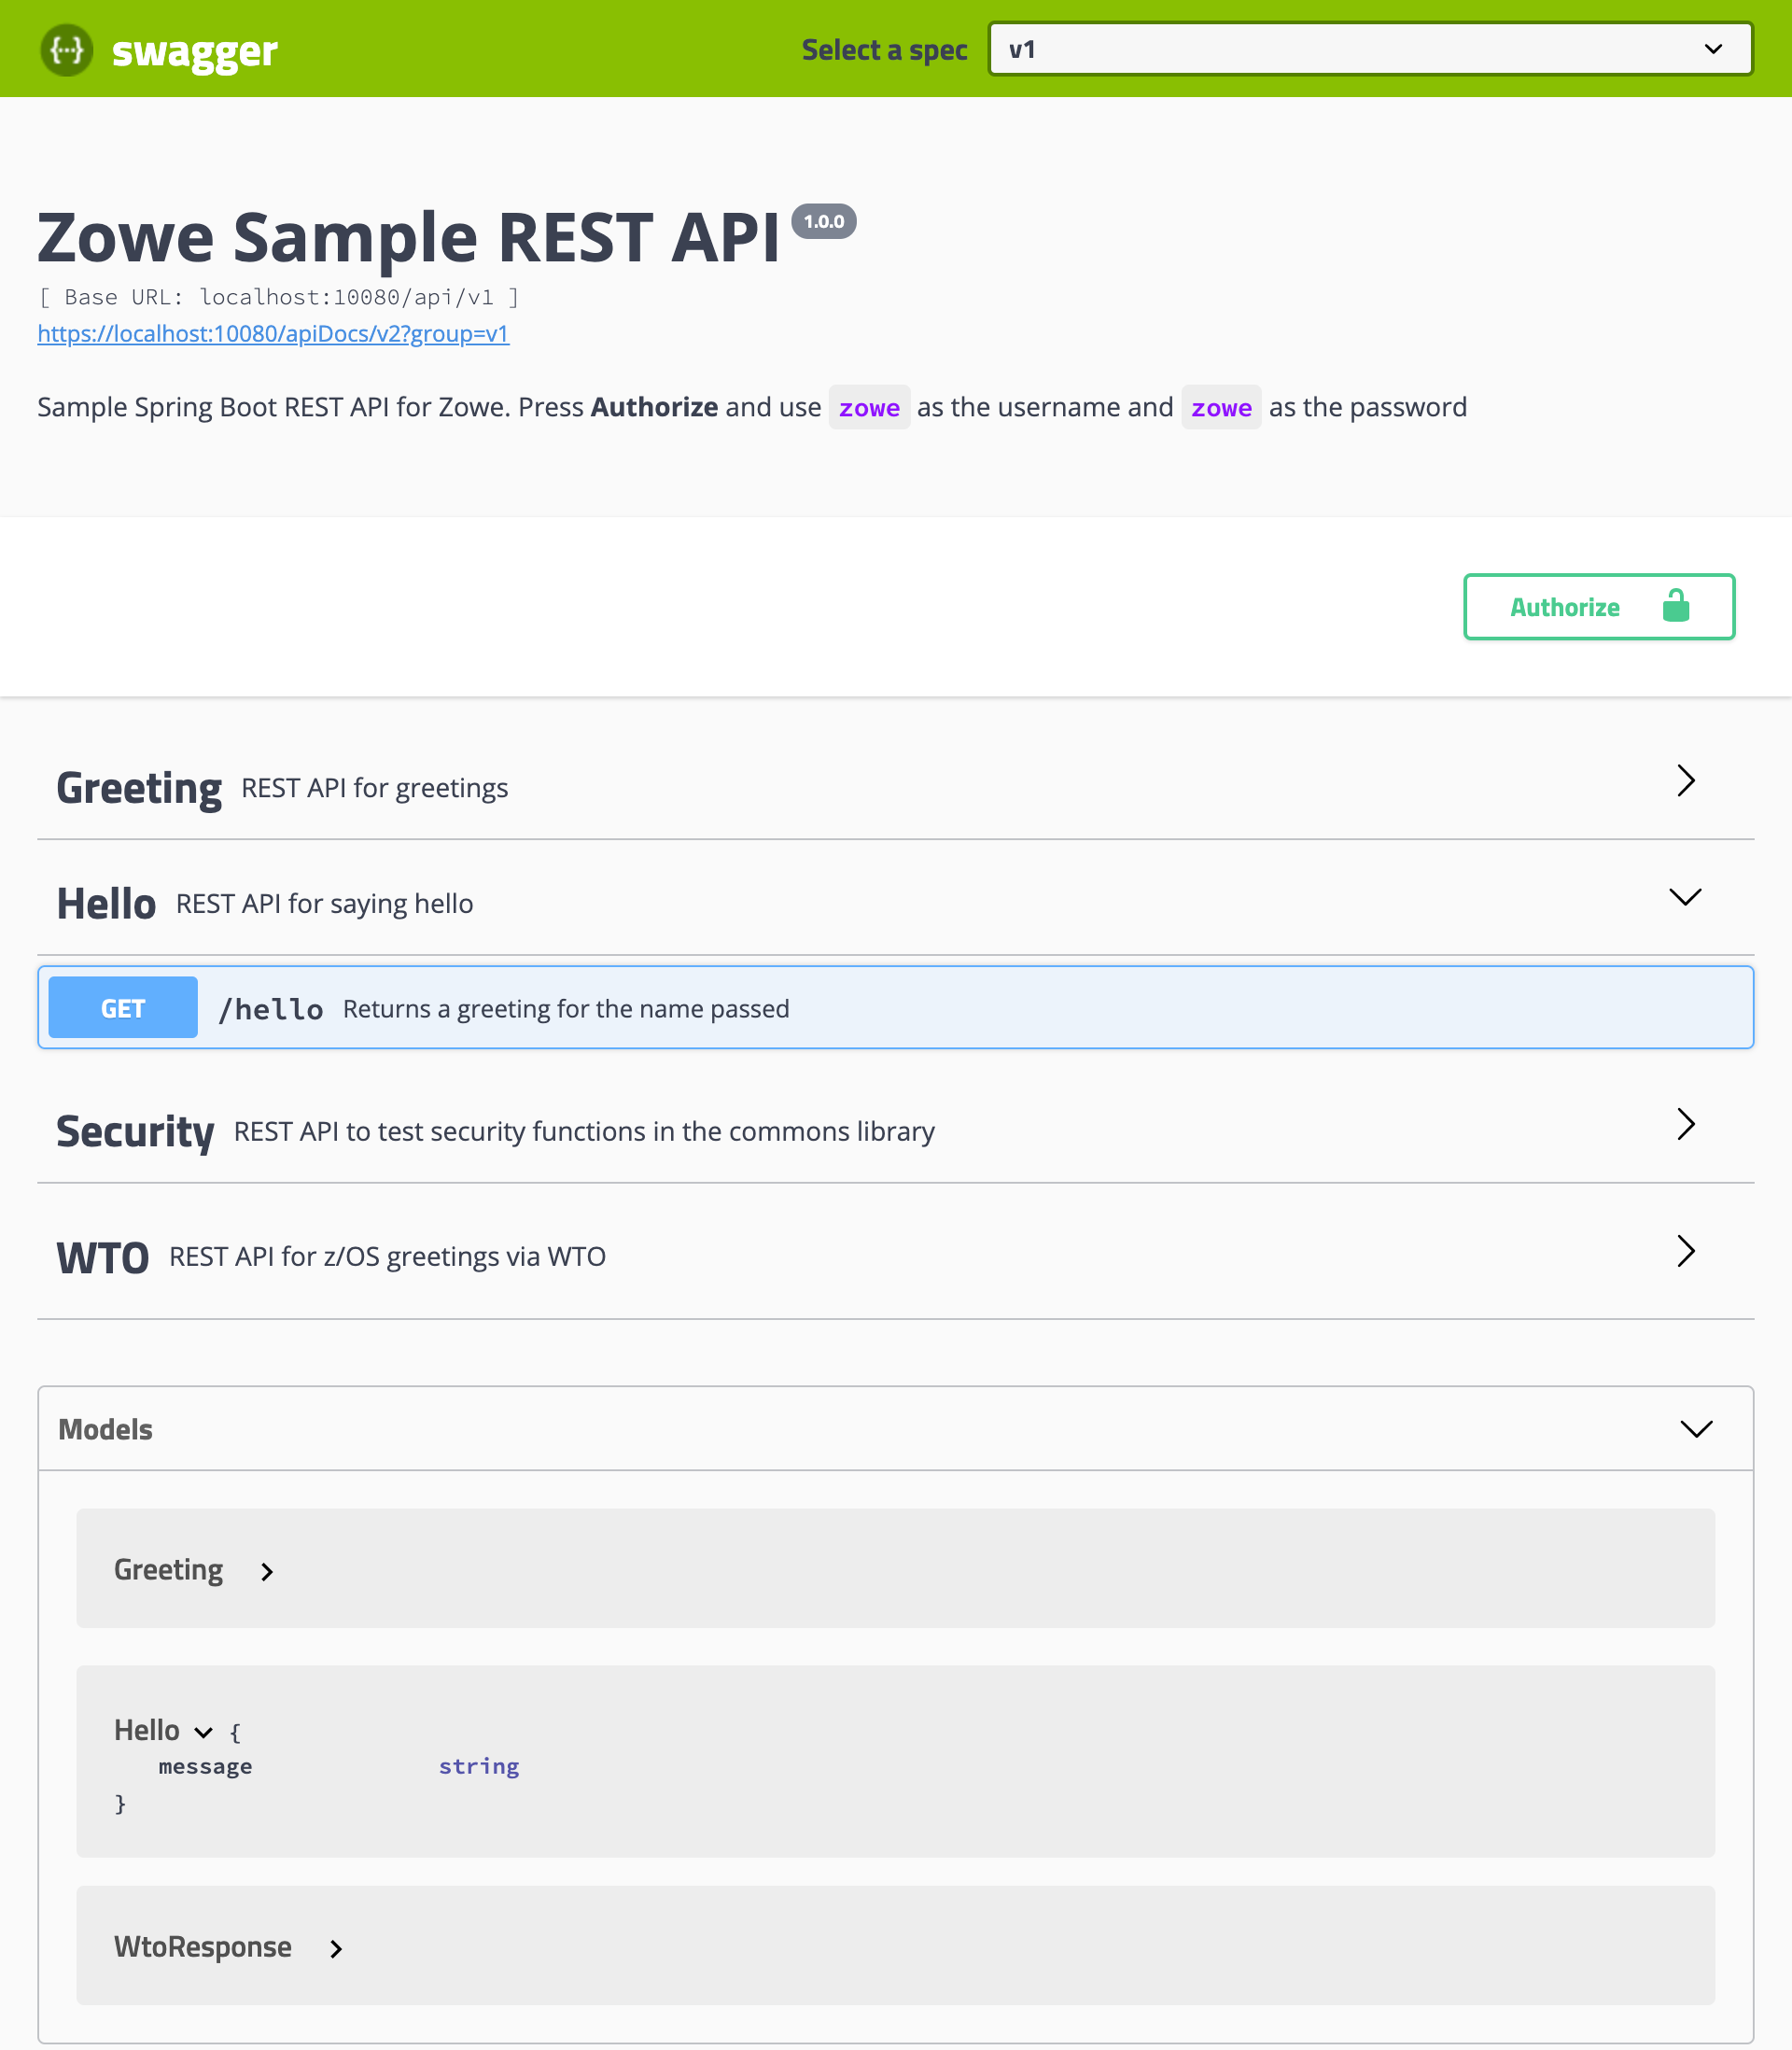 {...} swagger
Select a spec
v1
Zowe Sample REST API 1.0.0
[ Base URL: localhost:10080/api/v1 ]
https://localhost:10080/apiDocs/v2?group=v1
Sample Spring Boot REST API for Zowe. Press Authorize and use zowe as the username and zowe as the password
Authorize
Greeting REST API for greetings
Hello REST API for saying hello
GET /hello Returns a greeting for the name passed
Security REST API to test security functions in the commons library
WTO REST API for z/OS greetings via WTO
Models
Greeting
Hello {
message string
}
WtoResponse